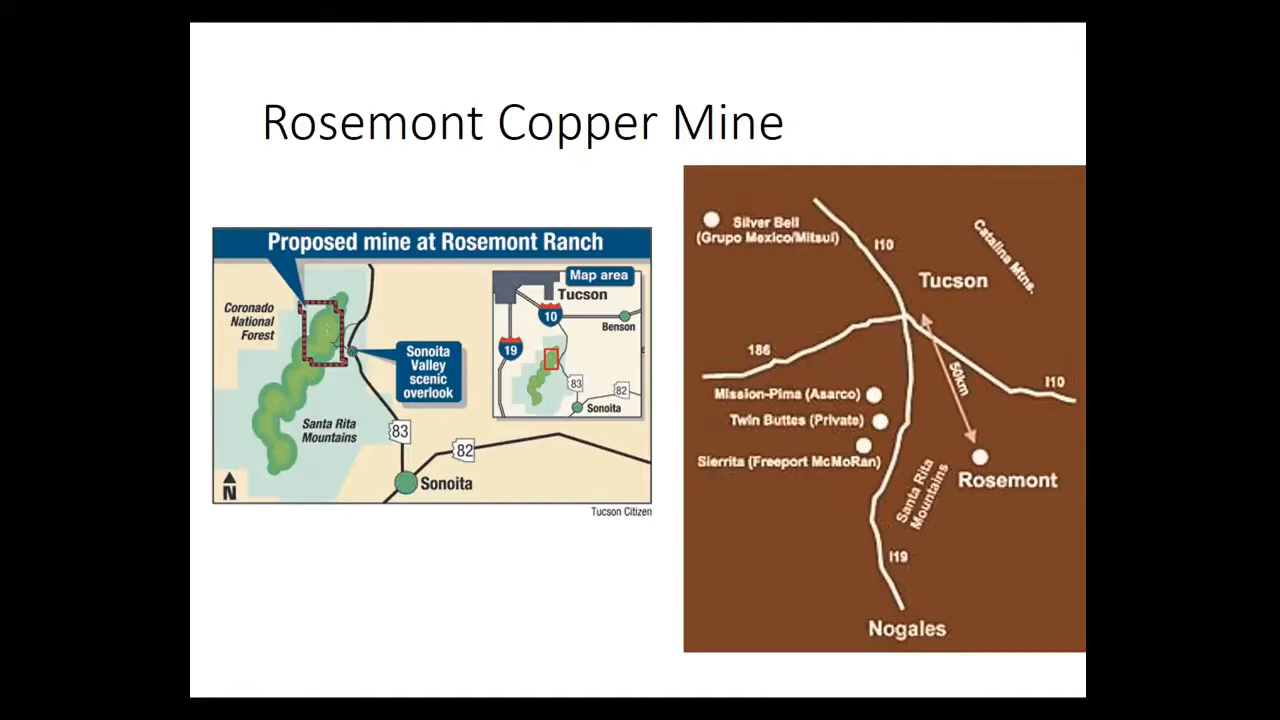 Rosemont Copper Mine
Proposed mine at Rosemont Ranch
Coronado
National
Forest
Sonoita
Valley
scenic
overlook
Santa Rita
Mountains
83
82
Sonoita
N
Map area
Tucson
10
Benson
19
83
82
Sonoita
Tucson Citizen
Silver Bell
(Grupo Mexico/Mitsui)
I10
Catalina Mtns.
Tucson
186
50km
I10
Mission-Pima (Asarco)
Twin Buttes (Private)
Sierrita (Freeport McMoRan)
Santa Rita
Mountains
Rosemont
I19
Nogales